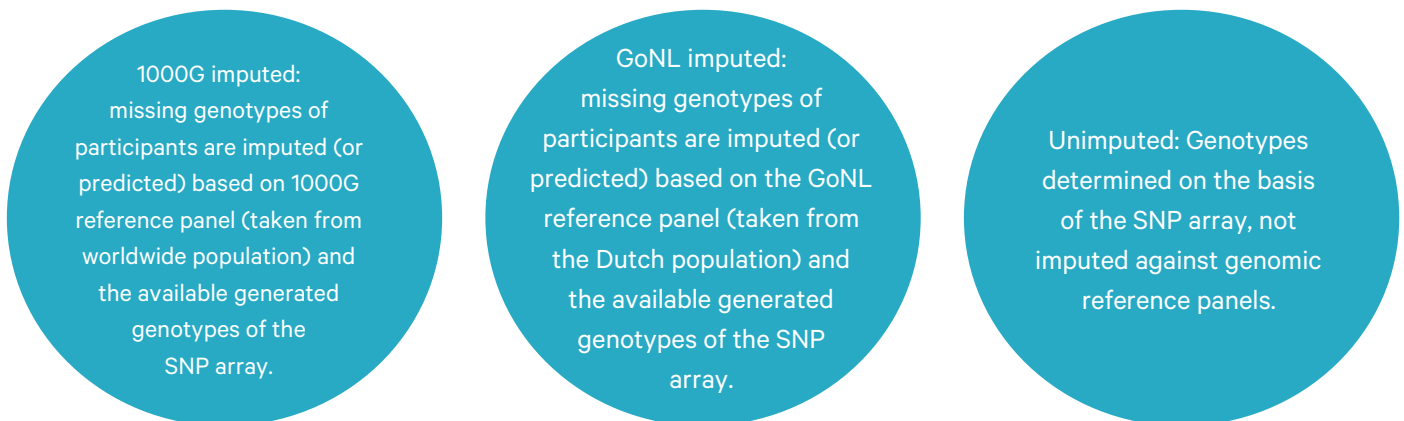 1000G imputed:
missing genotypes of
participants are imputed (or
predicted) based on 1000G
reference panel (taken from
worldwide population) and
the available generated
genotypes of the
SNP array.
GoNL imputed:
missing genotypes of
participants are imputed (or
predicted) based on the GoNL
reference panel (taken from
the Dutch population) and
the available generated
genotypes of the SNP
array.
Unimputed: Genotypes
determined on the basis
of the SNP array, not
imputed against genomic
reference panels.